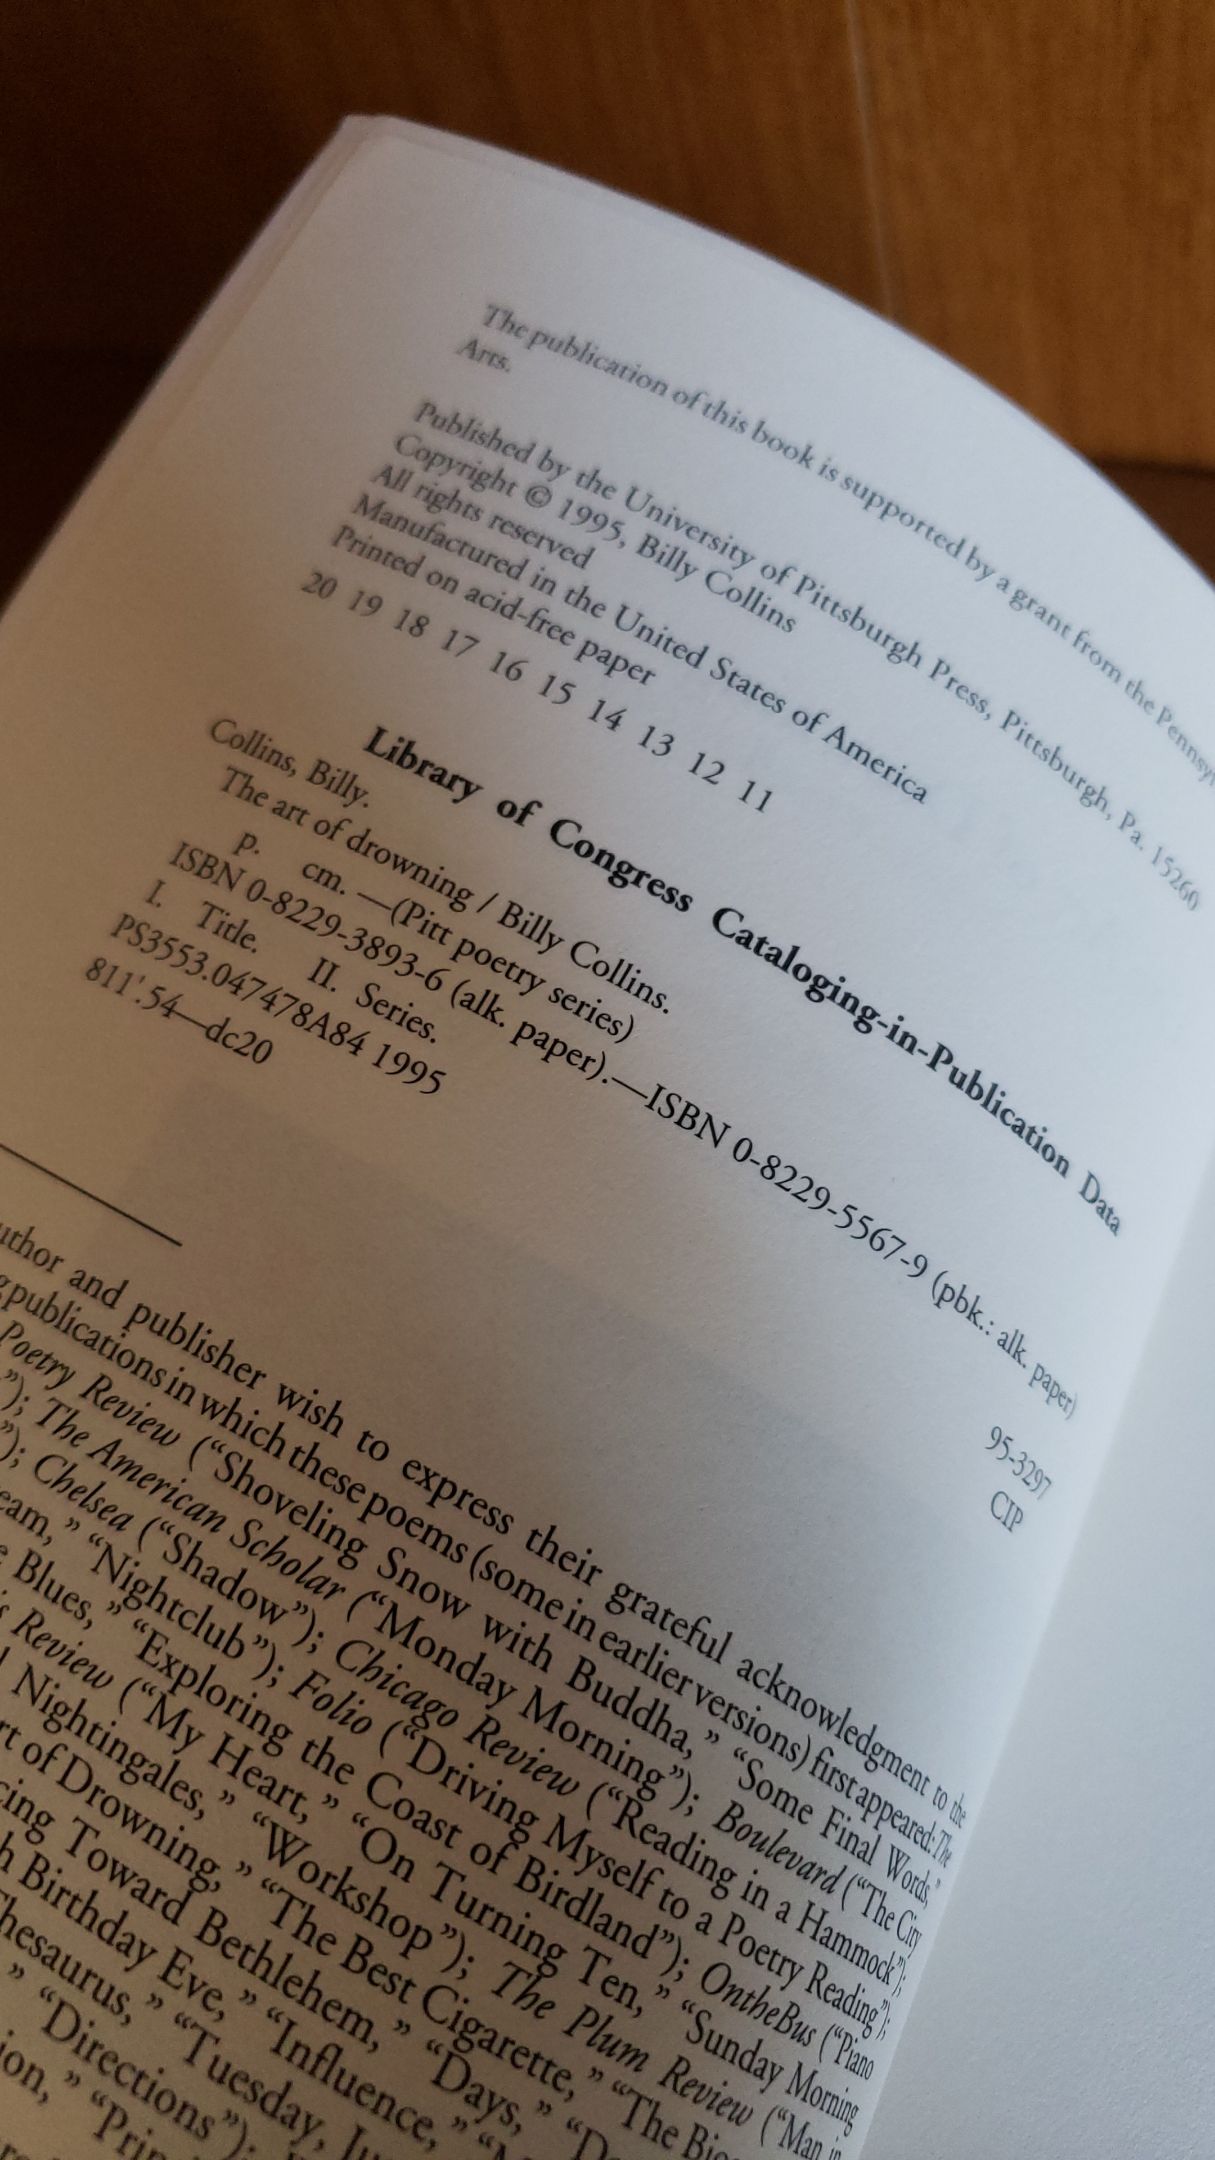 The publication of this book is supported by a grant from the
Arts.
Published by the University of Pittsburgh Press, Pittsburgh, Pa. 15260
Copyright © 1995, Billy Collins
All rights reserved
Manufactured in the United States of America
Printed on acid-free paper
20 19 18 17 16 15 14 13 12 11
Library of Congress Cataloging-in-Publication Data
Collins, Billy.
The art of drowning / Billy Collins.
p. cm. —(Pitt poetry series)
ISBN 0-8229-3893-6 (alk. paper).—ISBN 0-8229-5567-9 (pbk.: alk. paper)
I. Title. II. Series.
PS3553.047478A84 1995
811'.54—dc20
95-3297
CIP
and publisher wish to express their grateful acknowledgment to the
publications in which these poems (some in earlier versions) first appeared: The
Poetry Review (“Shoveling Snow with Buddha,” “Some Final Words,”
”); The American Scholar (“Monday Morning”); Boulevard (“The City
”); Chelsea (“Shadow”); Chicago Review (“Reading in a Hammock”);
“Nightclub”); Folio (“Driving Myself to a Poetry Reading”);
Blues,” “Exploring the Coast of Birdland”); OntheBus (“Piano
Review (“My Heart,” “On Turning Ten,” “Sunday Morning
Nightingales,” “Workshop”); The Plum Review (“Man in
of Drowning,” “The Best Cigarette,” “The
Toward Bethlehem,” “Days,”
Birthday Eve,” “Influence,”
“Tuesday,
“Directions”);